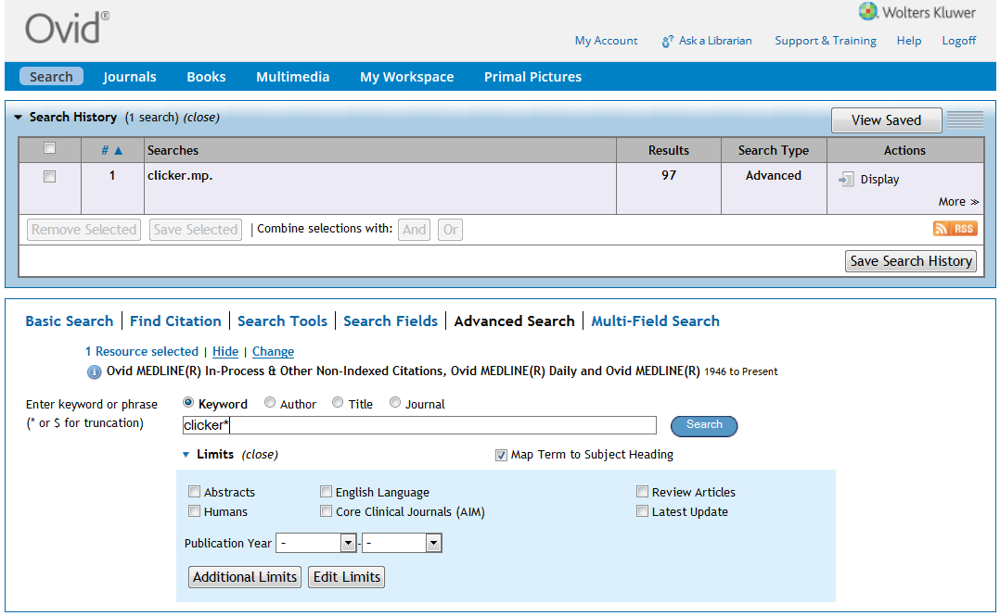 Ovid®
Wolters Kluwer
My Account Ask a Librarian Support & Training Help Logoff
Search Journals Books Multimedia My Workspace Primal Pictures
Search History (1 search) (close)
View Saved
# ▲ Searches Results Search Type Actions
1 clicker.mp. 97 Advanced Display
More ≫
Remove Selected Save Selected | Combine selections with: And Or
RSS
Save Search History
Basic Search | Find Citation | Search Tools | Search Fields | Advanced Search | Multi-Field Search
1 Resource selected | Hide | Change
i Ovid MEDLINE(R) In-Process & Other Non-Indexed Citations, Ovid MEDLINE(R) Daily and Ovid MEDLINE(R) 1946 to Present
Enter keyword or phrase
(* or $ for truncation)
Keyword Author Title Journal
clicker*
Search
Limits (close)
Map Term to Subject Heading
Abstracts English Language Review Articles
Humans Core Clinical Journals (AIM) Latest Update
Publication Year - - -
Additional Limits Edit Limits